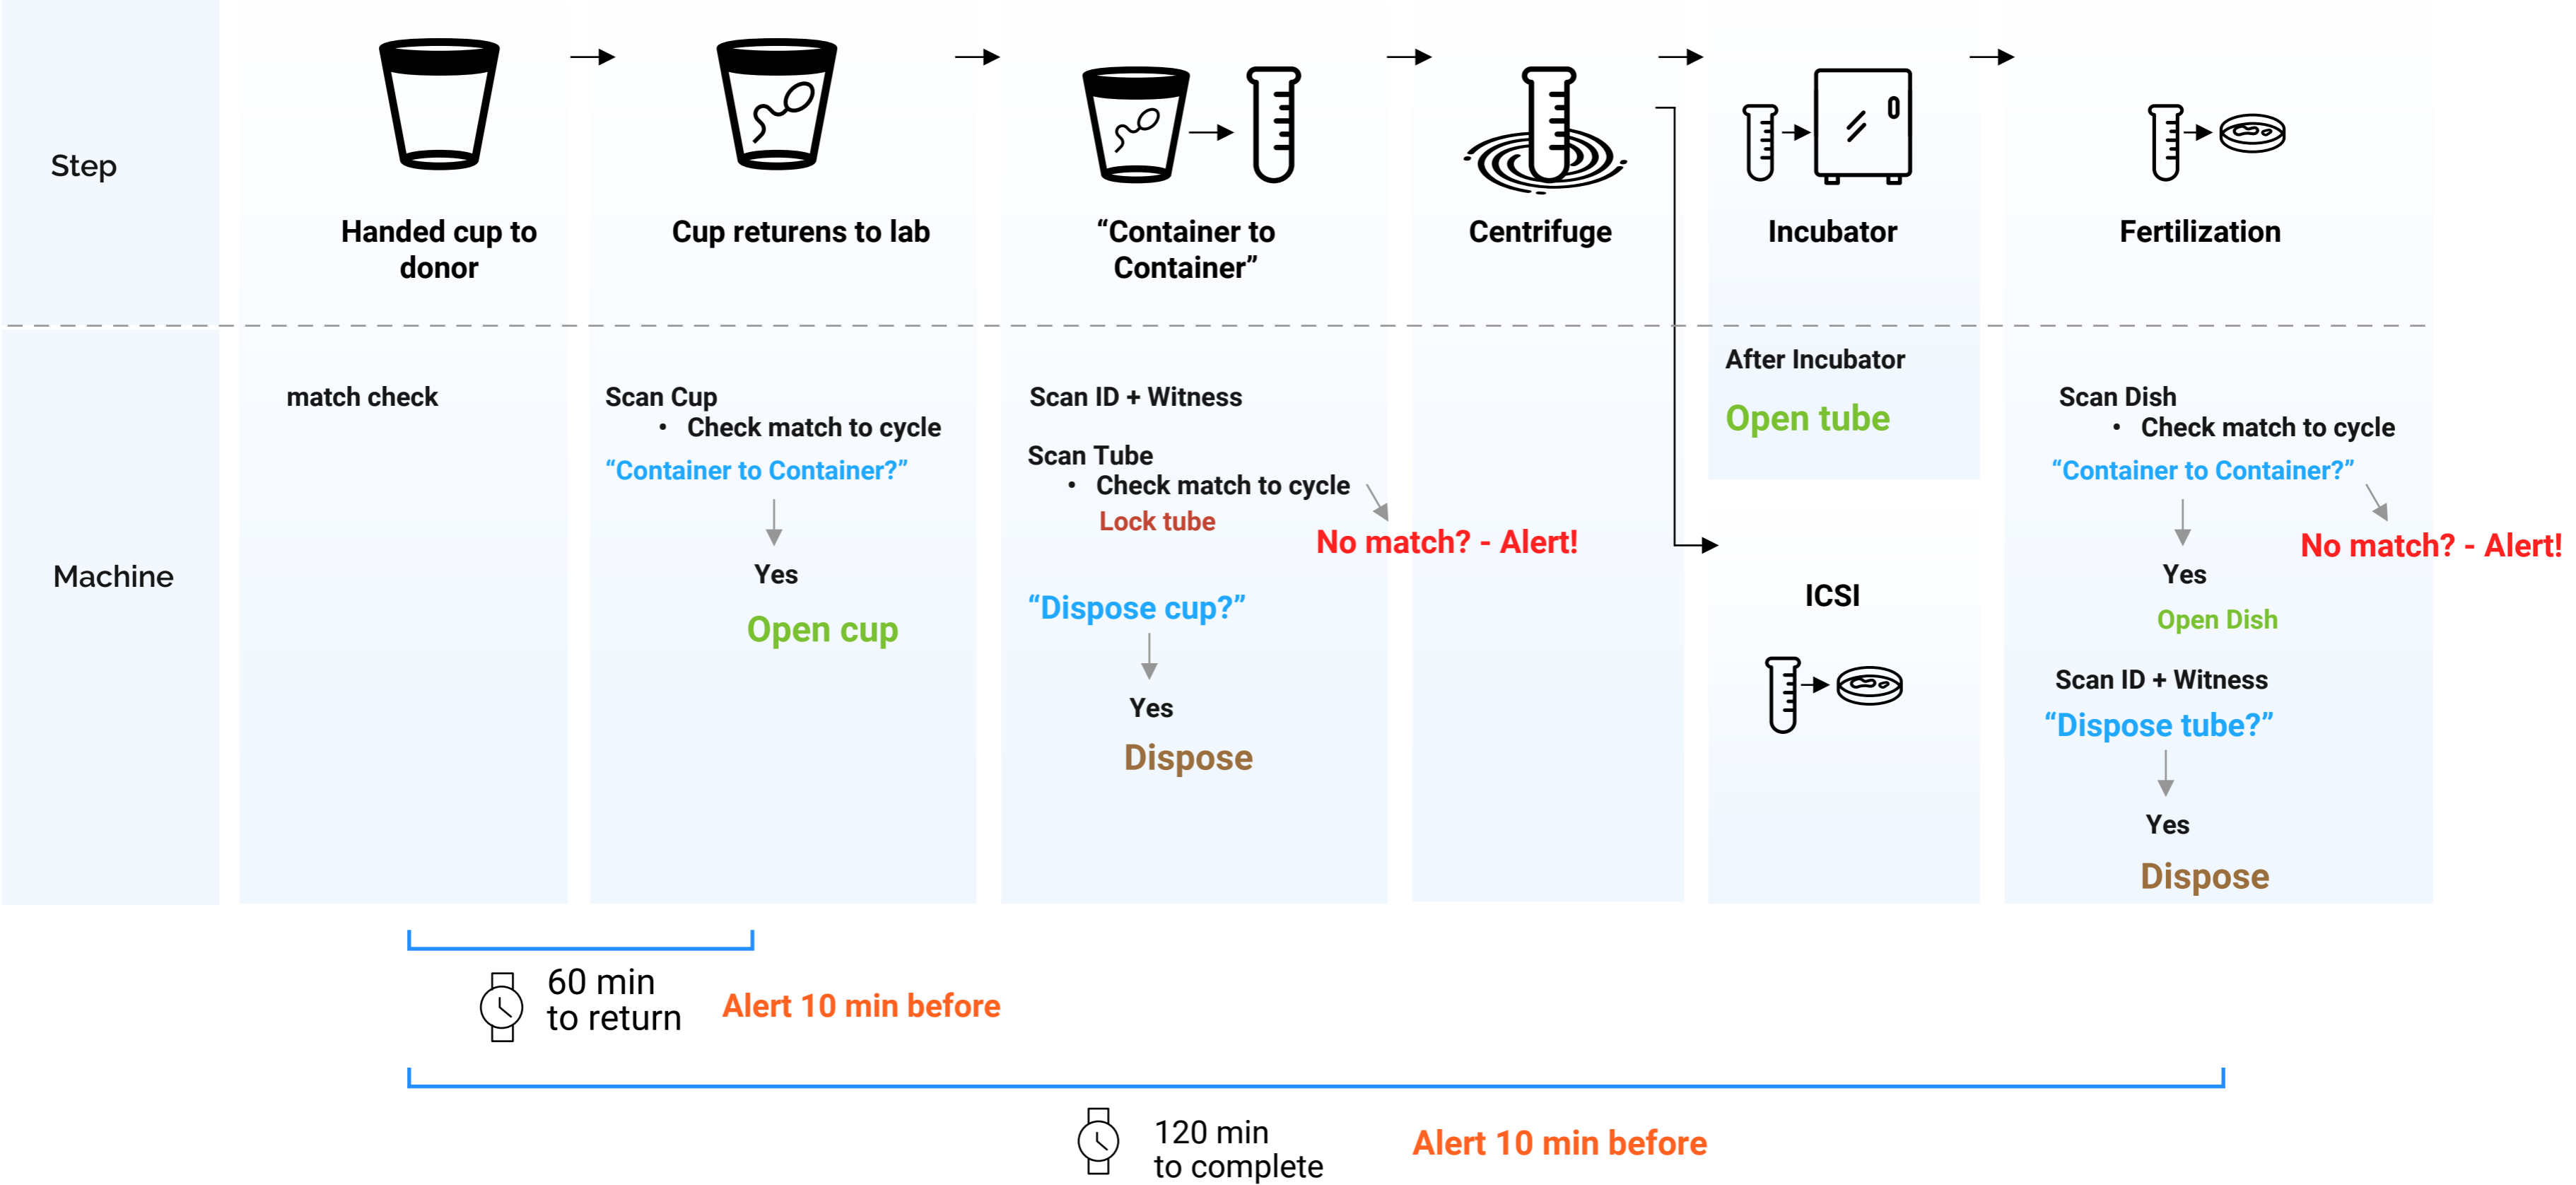 Step
Handed cup to
donor
Cup returens to lab
“Container to
Container”
Centrifuge
Incubator
Fertilization
Machine
match check
Scan Cup
• Check match to cycle
“Container to Container?”
Yes
Open cup
Scan ID + Witness
Scan Tube
• Check match to cycle
Lock tube
No match? - Alert!
“Dispose cup?”
Yes
Dispose
After Incubator
Open tube
ICSI
Scan Dish
• Check match to cycle
“Container to Container?”
No match? - Alert!
Yes
Open Dish
Scan ID + Witness
“Dispose tube?”
Yes
Dispose
60 min
to return
Alert 10 min before
120 min
to complete
Alert 10 min before